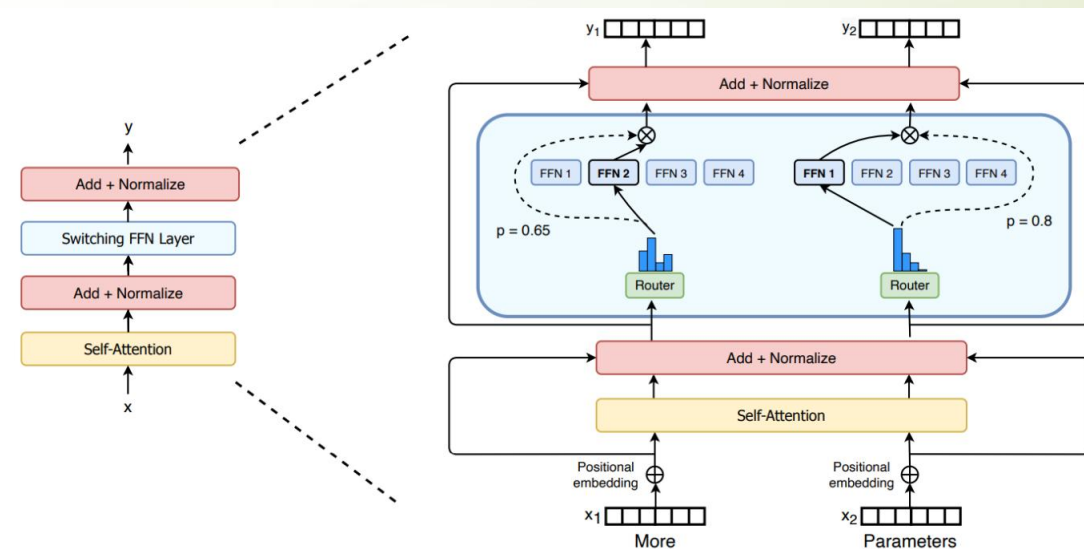 y
Add + Normalize
Switching FFN Layer
Add + Normalize
Self-Attention
x
y1 y2
Add + Normalize
FFN 1 FFN 2 FFN 3 FFN 4 FFN 1 FFN 2 FFN 3 FFN 4
p = 0.65 p = 0.8
Router Router
Add + Normalize
Self-Attention
Positional embedding
Positional embedding
x1 x2
More Parameters